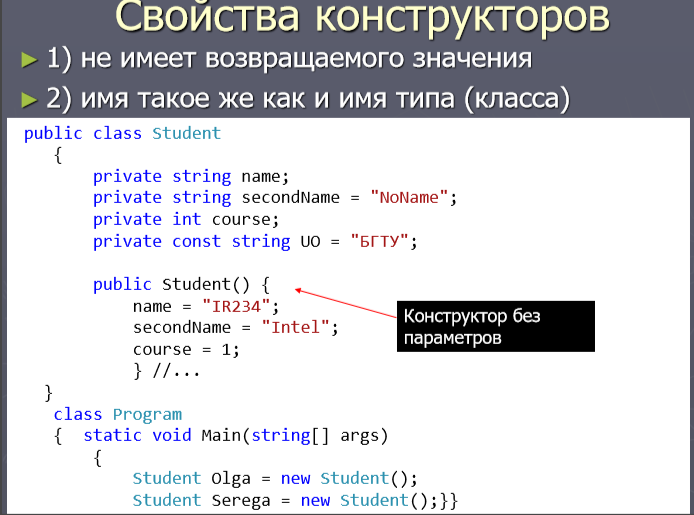 Свойства конструкторов
1) не имеет возвращаемого значения
2) имя такое же как и имя типа (класса)
public class Student
{
private string name;
private string secondName = "NoName";
private int course;
private const string UO = "БГТУ";
public Student() {
name = "IR234";
secondName = "Intel";
course = 1;
} //...
}
Конструктор без
параметров
class Program
{ static void Main(string[] args)
{
Student Olga = new Student();
Student Serega = new Student();}}